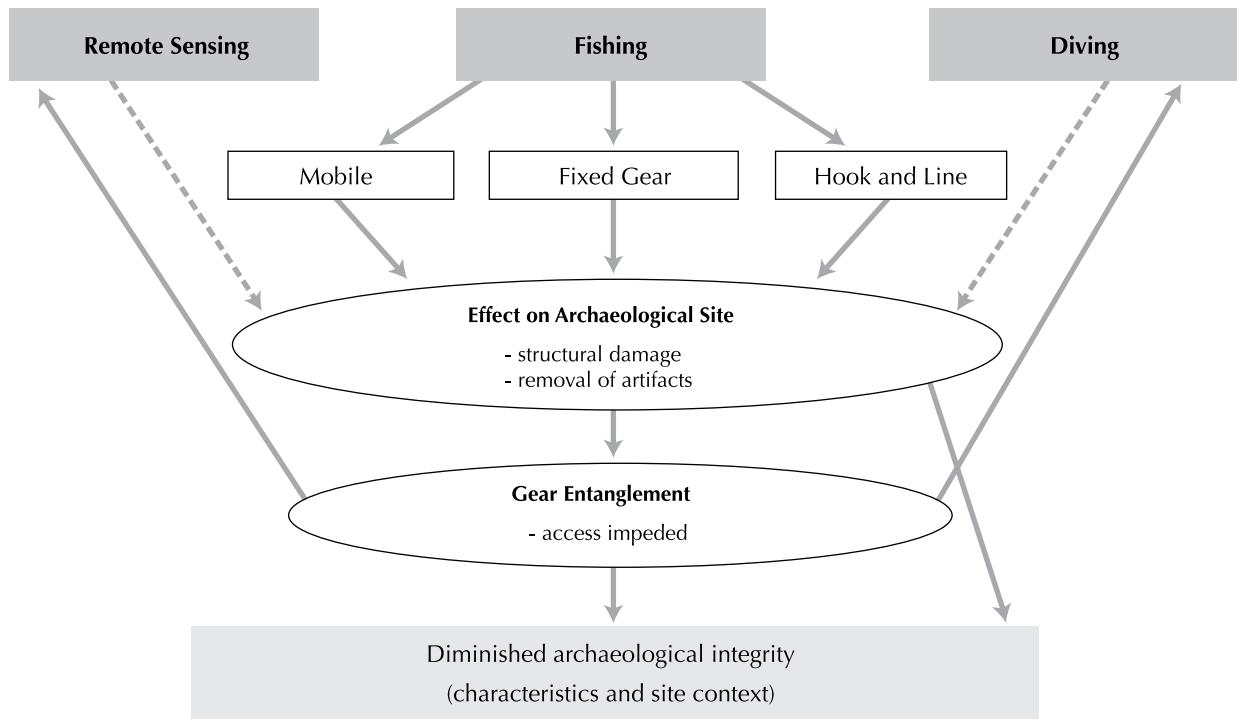 Remote Sensing
Fishing
Diving
Mobile
Fixed Gear
Hook and Line
Effect on Archaeological Site
- structural damage
- removal of artifacts
Gear Entanglement
- access impeded
Diminished archaeological integrity
(characteristics and site context)